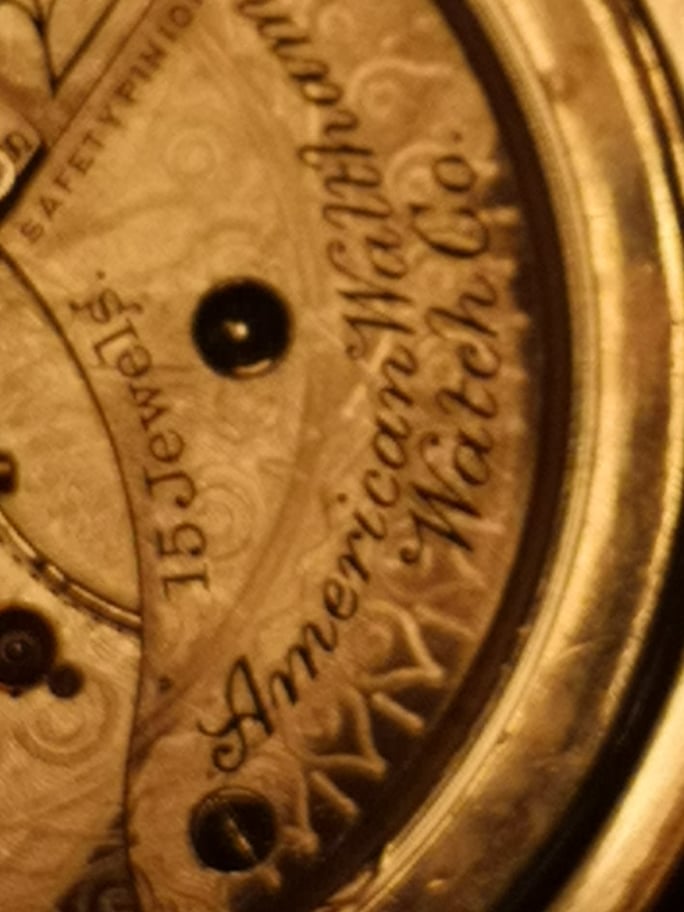 American Waltham
Watch Co.
15 Jewels.
SAFETY PINION